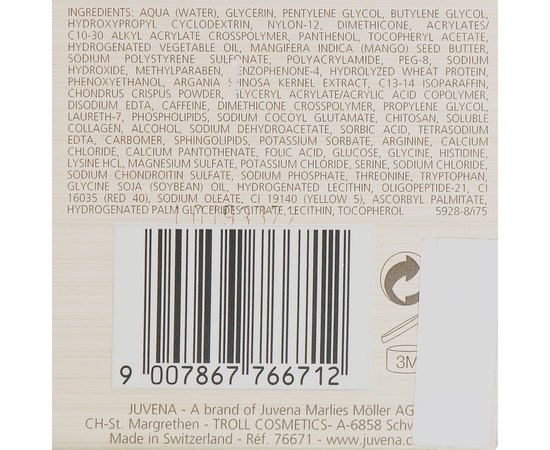 INGREDIENTS: AQUA (WATER), GLYCERIN, PENTYLENE GLYCOL, BUTYLENE GLYCOL,
HYDROXYPROPYL CYCLODEXTRIN, NYLON-12, DIMETHICONE, ACRYLATES/
C10-30 ALKYL ACRYLATE CROSSPOLYMER, PANTHENOL, TOCOPHERYL ACETATE,
HYDROGENATED VEGETABLE OIL, MANGIFERA INDICA (MANGO) SEED BUTTER,
SODIUM POLYSTYRENE SULFONATE, POLYACRYLAMIDE, PEG-8, SODIUM
HYDROXIDE, METHYLPARABEN, BENZOPHENONE-4, HYDROLYZED WHEAT PROTEIN,
PHENOXYETHANOL, ARGANIA SPINOSA KERNEL EXTRACT, C13-14 ISOPARAFFIN,
CHONDRUS CRISPUS POWDER, GLYCERYL ACRYLATE/ACRYLIC ACID COPOLYMER,
DISODIUM EDTA, CAFFEINE, DIMETHICONE CROSSPOLYMER, PROPYLENE GLYCOL,
LAURETH-7, PHOSPHOLIPIDS, SODIUM COCOYL GLUTAMATE, CHITOSAN, SOLUBLE
COLLAGEN, ALCOHOL, SODIUM DEHYDROACETATE, SORBIC ACID, TETRASODIUM
EDTA, CARBOMER, SPHINGOLIPIDS, POTASSIUM SORBATE, ARGININE, CALCIUM
CHLORIDE, CALCIUM PANTOTHENATE, FOLIC ACID, GLUCOSE, GLYCINE, HISTIDINE,
LYSINE HCL, MAGNESIUM SULFATE, POTASSIUM CHLORIDE, SERINE, SODIUM CHLORIDE,
SODIUM CHONDROITIN SULFATE, SODIUM PHOSPHATE, THREONINE, TRYPTOPHAN,
GLYCINE SOJA (SOYBEAN) OIL, HYDROGENATED LECITHIN, OLIGOPEPTIDE-21, CI
16035 (RED 40), SODIUM OLEATE, CI 19140 (YELLOW 5), ASCORBYL PALMITATE,
HYDROGENATED PALM GLYCERIDES CITRATE, LECITHIN, TOCOPHEROL 5928-8/i75
9 007867 766712
3M
JUVENA - A brand of Juvena Marlies Möller AG
CH-St. Margrethen - TROLL COSMETICS- A-6858 Schw
Made in Switzerland - Réf. 76671 - www.juvena.c